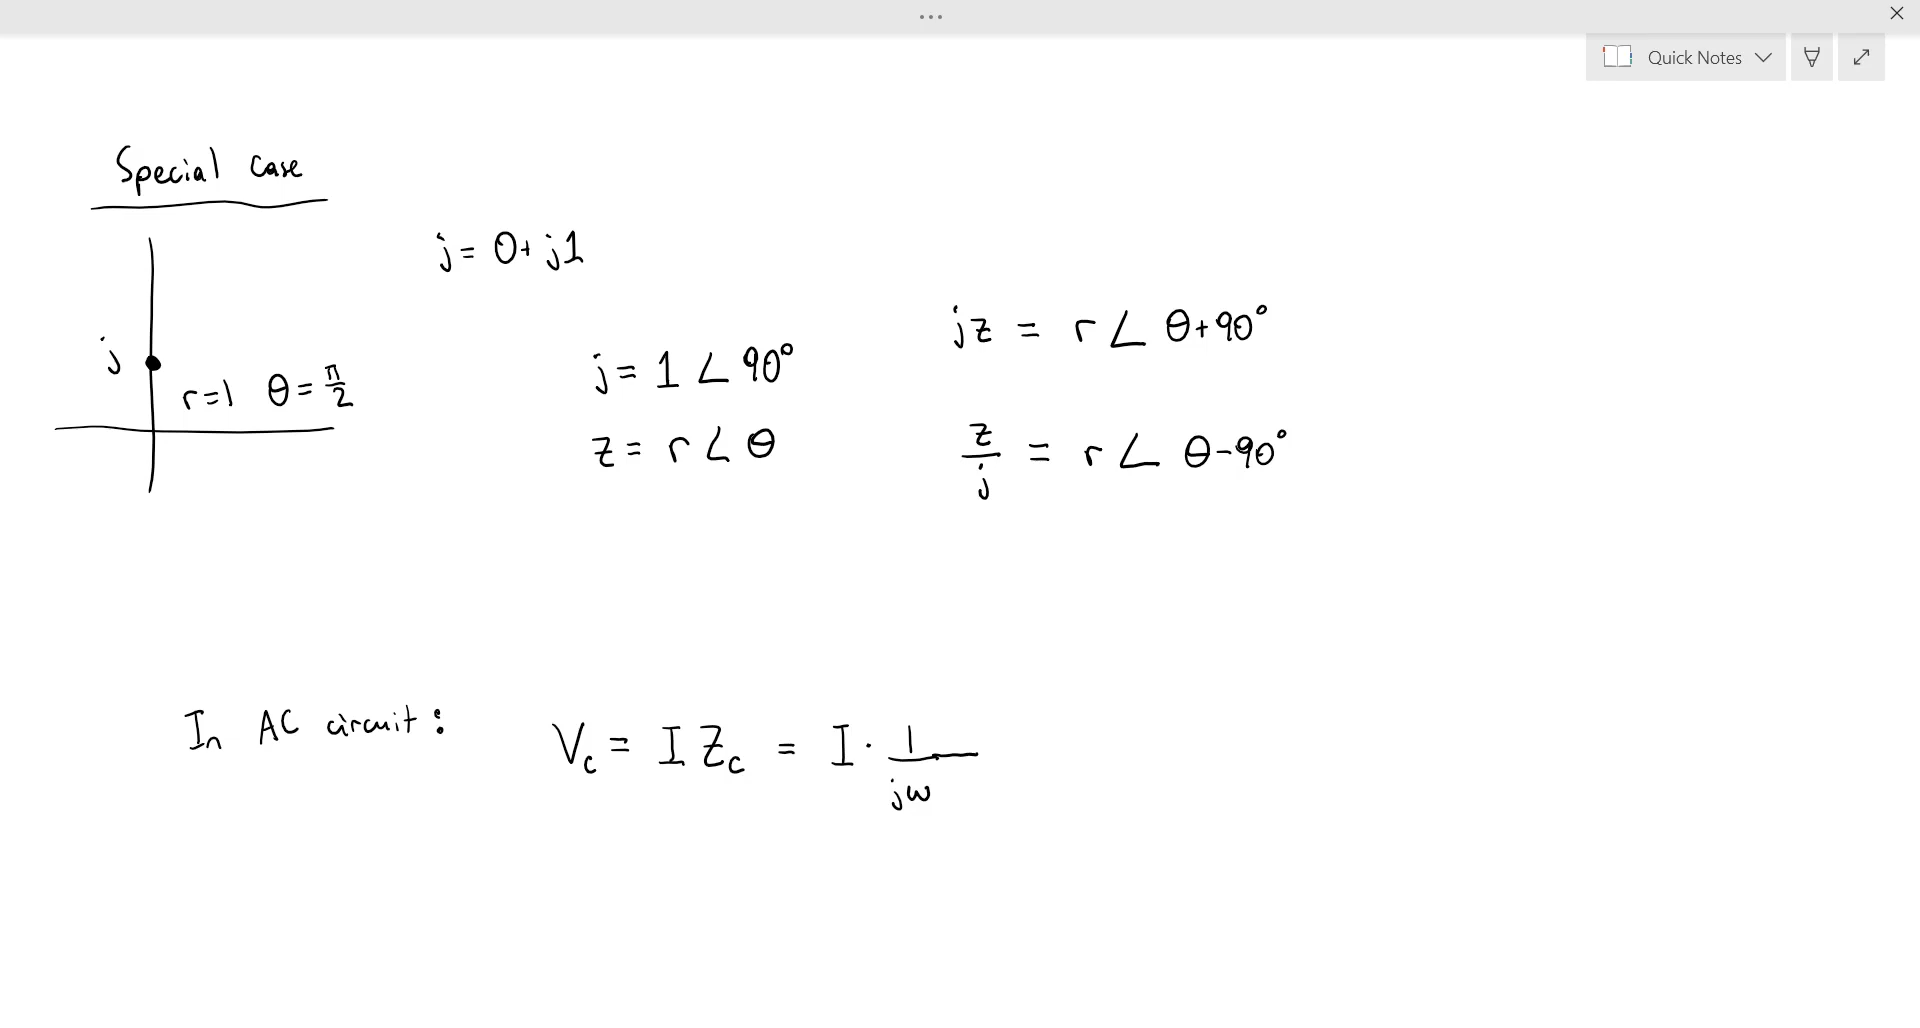 Quick Notes
Special case
j = 0 + j1
jz = r ∠ θ+90°
j
r=1 θ=π/2
j = 1 ∠ 90°
z = r ∠ θ
z/j = r ∠ θ-90°
In AC circuit:
V_c = I Z_c = I · 1/jω